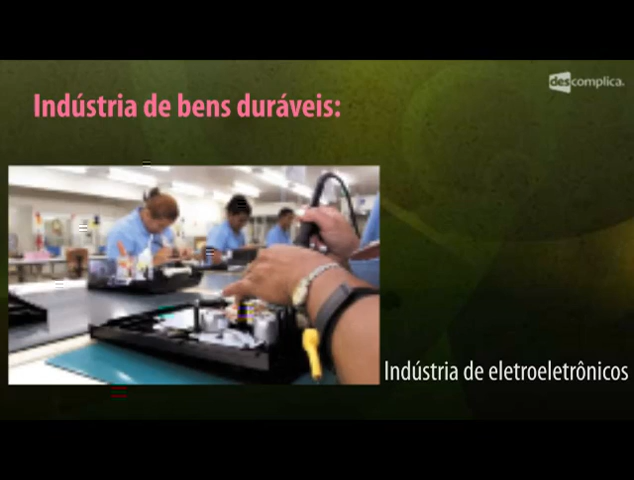 descomplica.
Indústria de bens duráveis:
Indústria de eletroeletrônicos